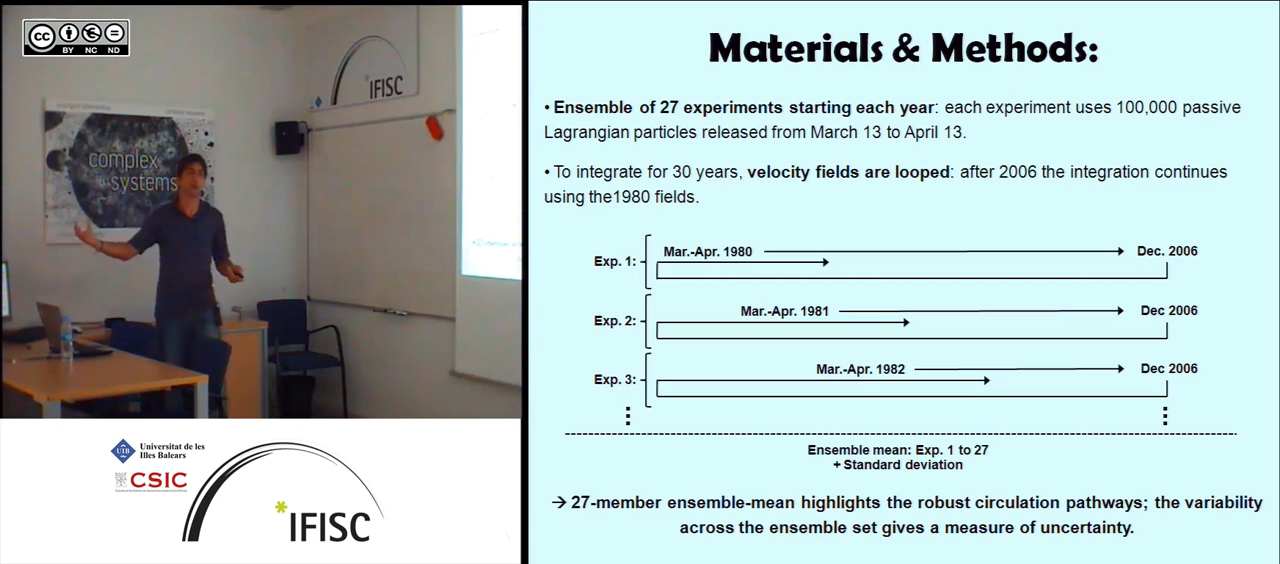 cc
BY NC ND
IFISC
complex
systems
Universitat de les
Illes Balears
UIB
CSIC
*IFISC
Materials & Methods:
• Ensemble of 27 experiments starting each year: each experiment uses 100,000 passive
Lagrangian particles released from March 13 to April 13.
• To integrate for 30 years, velocity fields are looped: after 2006 the integration continues
using the1980 fields.
Exp. 1: Mar.-Apr. 1980 Dec. 2006
Exp. 2: Mar.-Apr. 1981 Dec 2006
Exp. 3: Mar.-Apr. 1982 Dec 2006
Ensemble mean: Exp. 1 to 27
+ Standard deviation
→ 27-member ensemble-mean highlights the robust circulation pathways; the variability
across the ensemble set gives a measure of uncertainty.